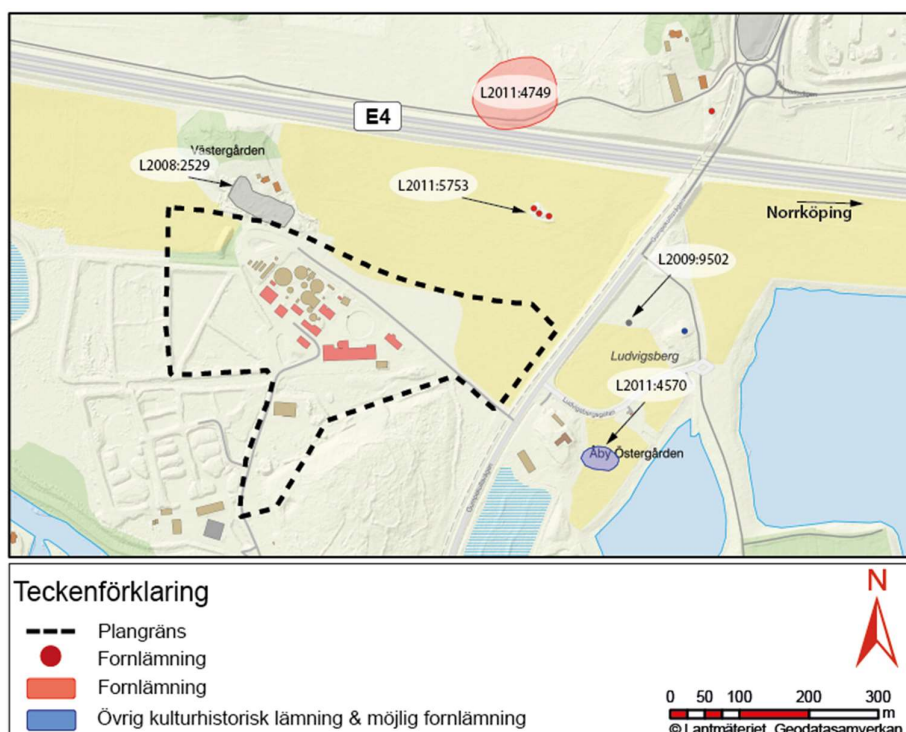 L2011:4749
E4
Västergården
L2008:2529
L2011:5753
Norrköping
L2009:9502
Ludvigsberg
L2011:4570
Åby Östergården
Teckenförklaring
Plangräns
Fornlämning
Fornlämning
Övrig kulturhistorisk lämning & möjlig fornlämning
N
0 50 100 200 300
m
© Lantmäteriet, Geodatasamverkan